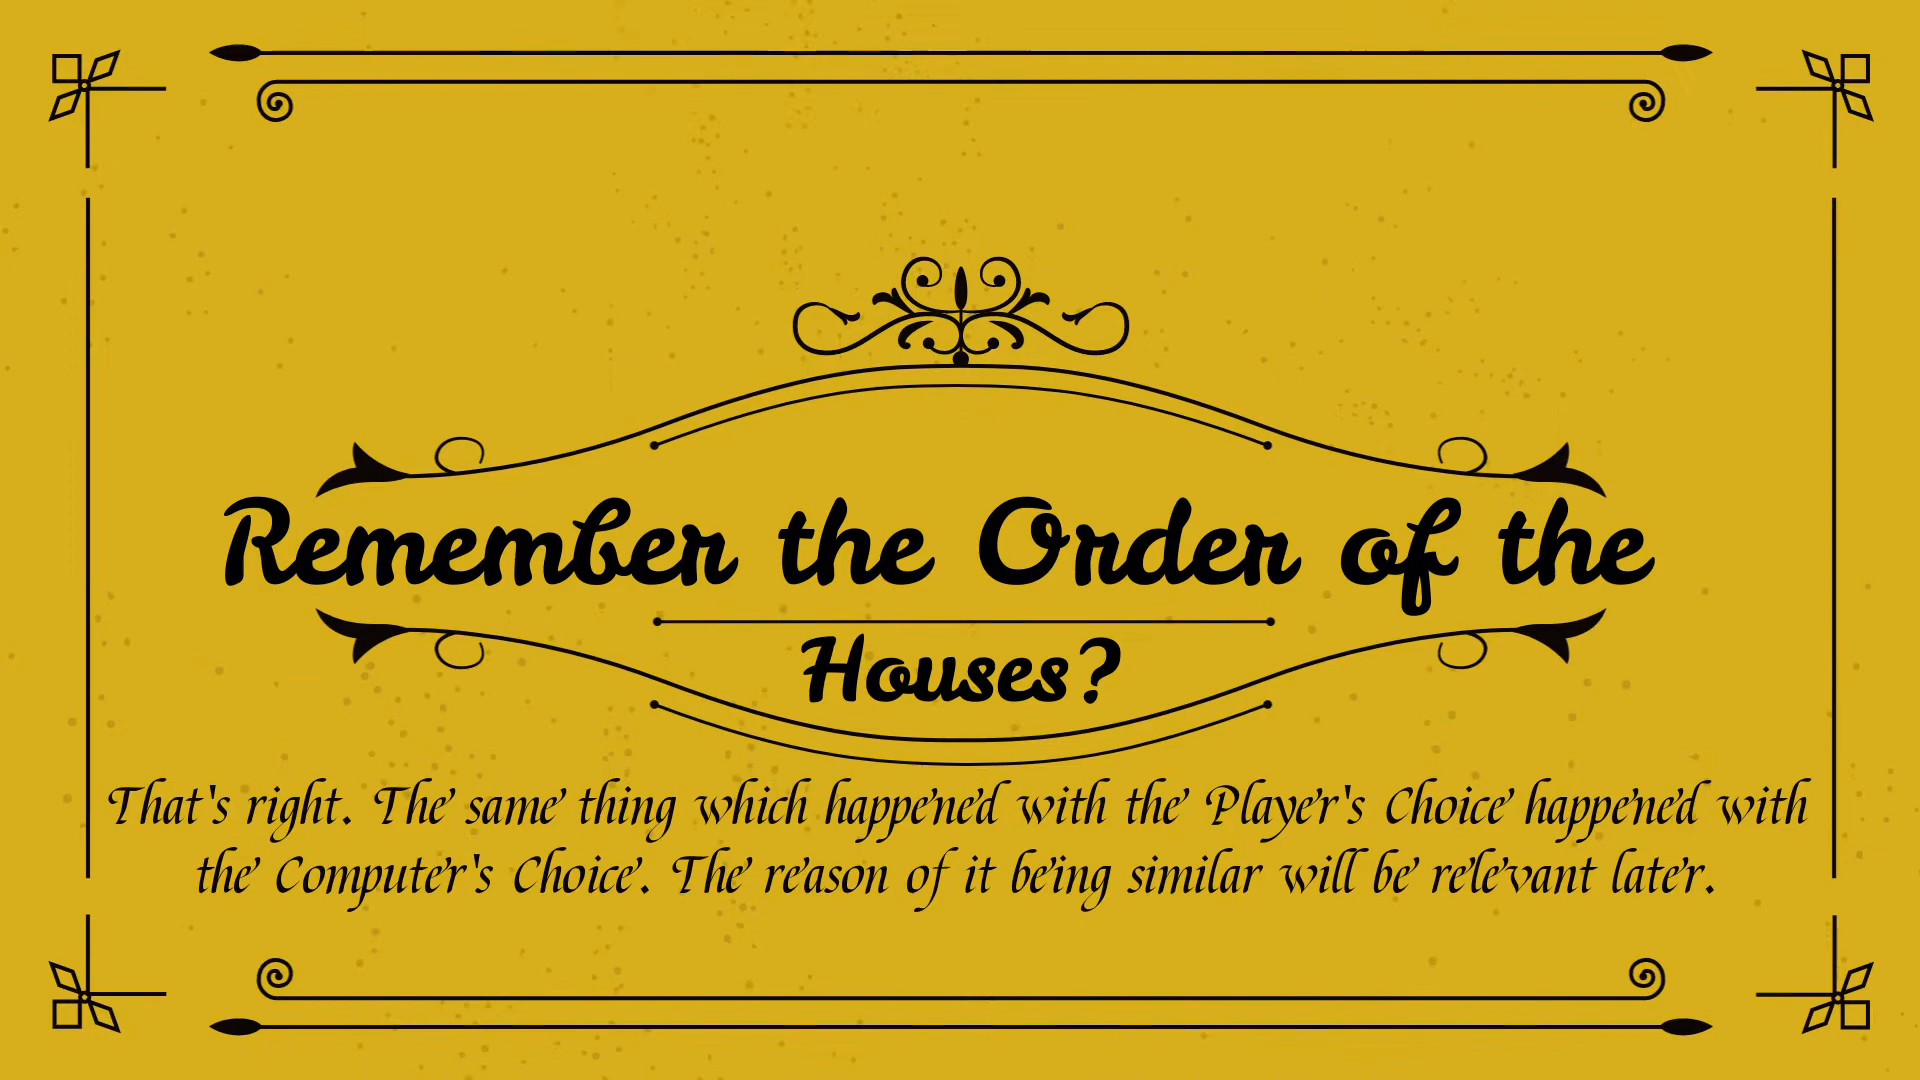 Remember the Order of the
Houses?
That's right. The same thing which happened with the Player's Choice happened with
the Computer's Choice. The reason of it being similar will be relevant later.